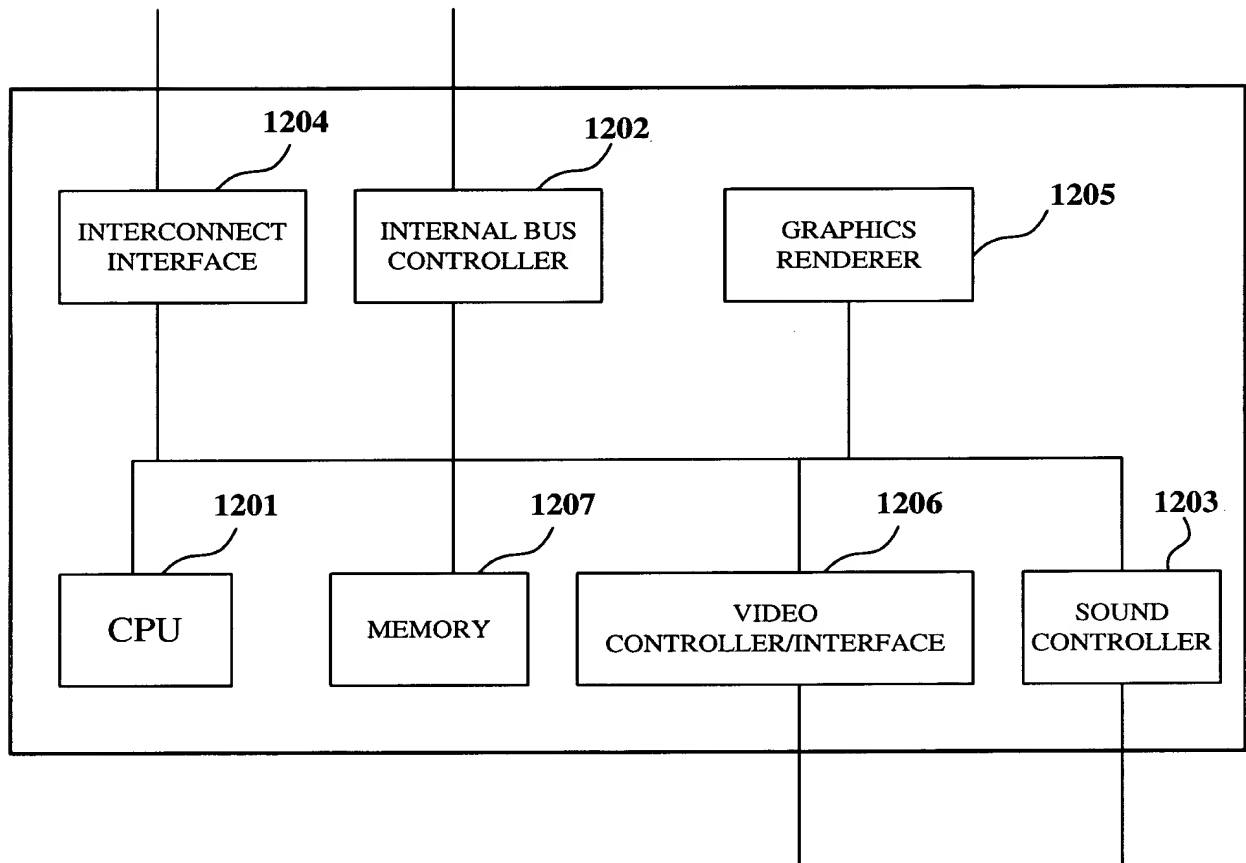 1204
1202
1205
INTERCONNECT
INTERFACE
INTERNAL BUS
CONTROLLER
GRAPHICS
RENDERER
1201
1207
1206
1203
CPU
MEMORY
VIDEO
CONTROLLER/INTERFACE
SOUND
CONTROLLER